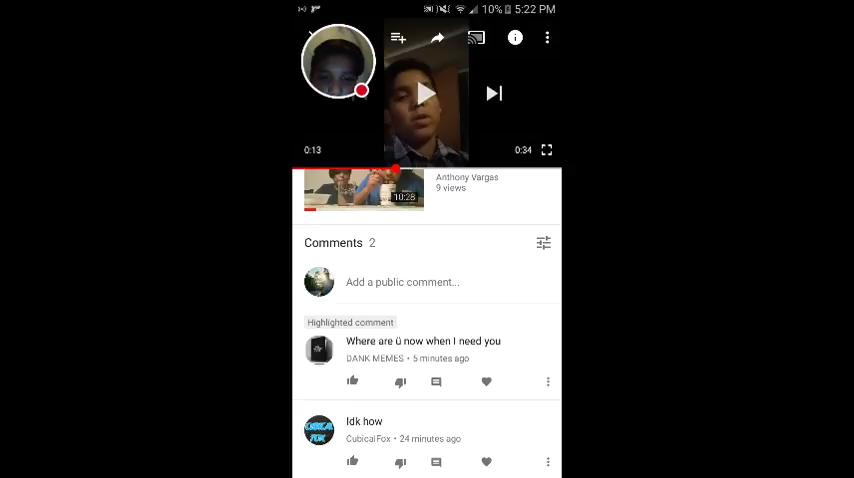 10% 5:22 PM
0:13
0:34
10:28
Anthony Vargas
9 views
Comments 2
Add a public comment...
Highlighted comment
Where are ü now when I need you
DANK MEMES • 5 minutes ago
CUBICAL
FOX
Idk how
CubicalFox • 24 minutes ago